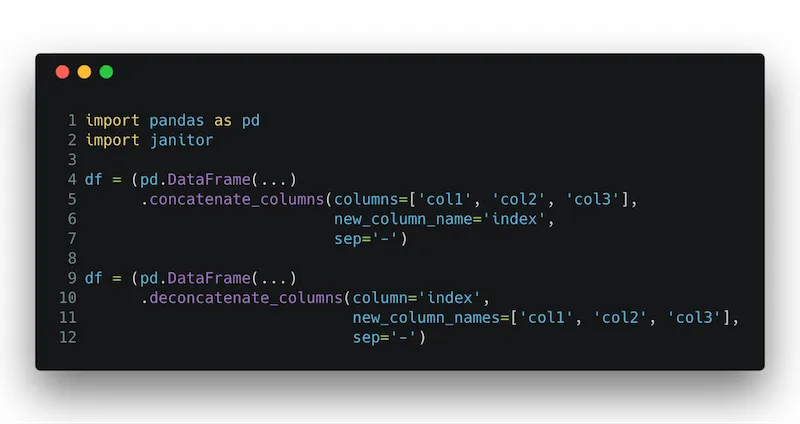 1 import pandas as pd
2 import janitor
3
4 df = (pd.DataFrame(...)
5       .concatenate_columns(columns=['col1', 'col2', 'col3'],
6                            new_column_name='index',
7                            sep='-')
8
9 df = (pd.DataFrame(...)
10       .deconcatenate_columns(column='index',
11                              new_column_names=['col1', 'col2', 'col3'],
12                              sep='-')